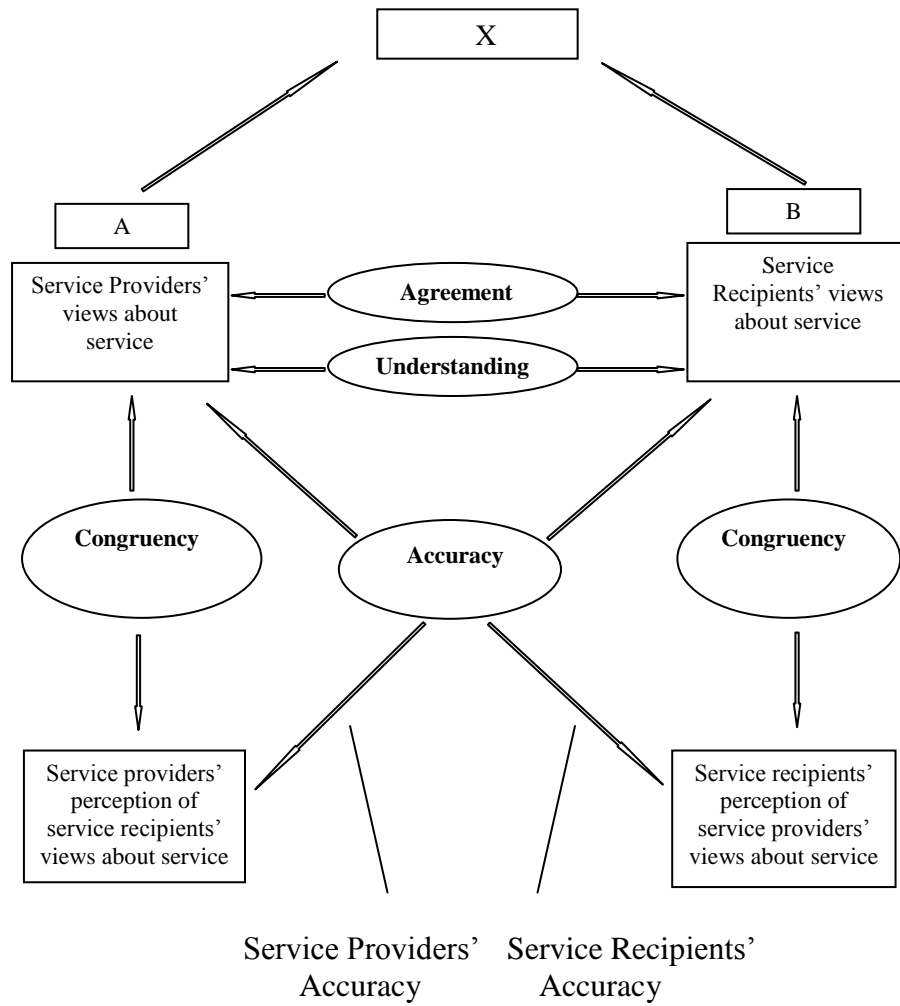 X
A
B
Service Providers’
views about
service
Agreement
Understanding
Service
Recipients’ views
about service
Congruency
Accuracy
Congruency
Service providers’
perception of
service recipients’
views about service
Service recipients’
perception of
service providers’
views about service
Service Providers’
Accuracy
Service Recipients’
Accuracy